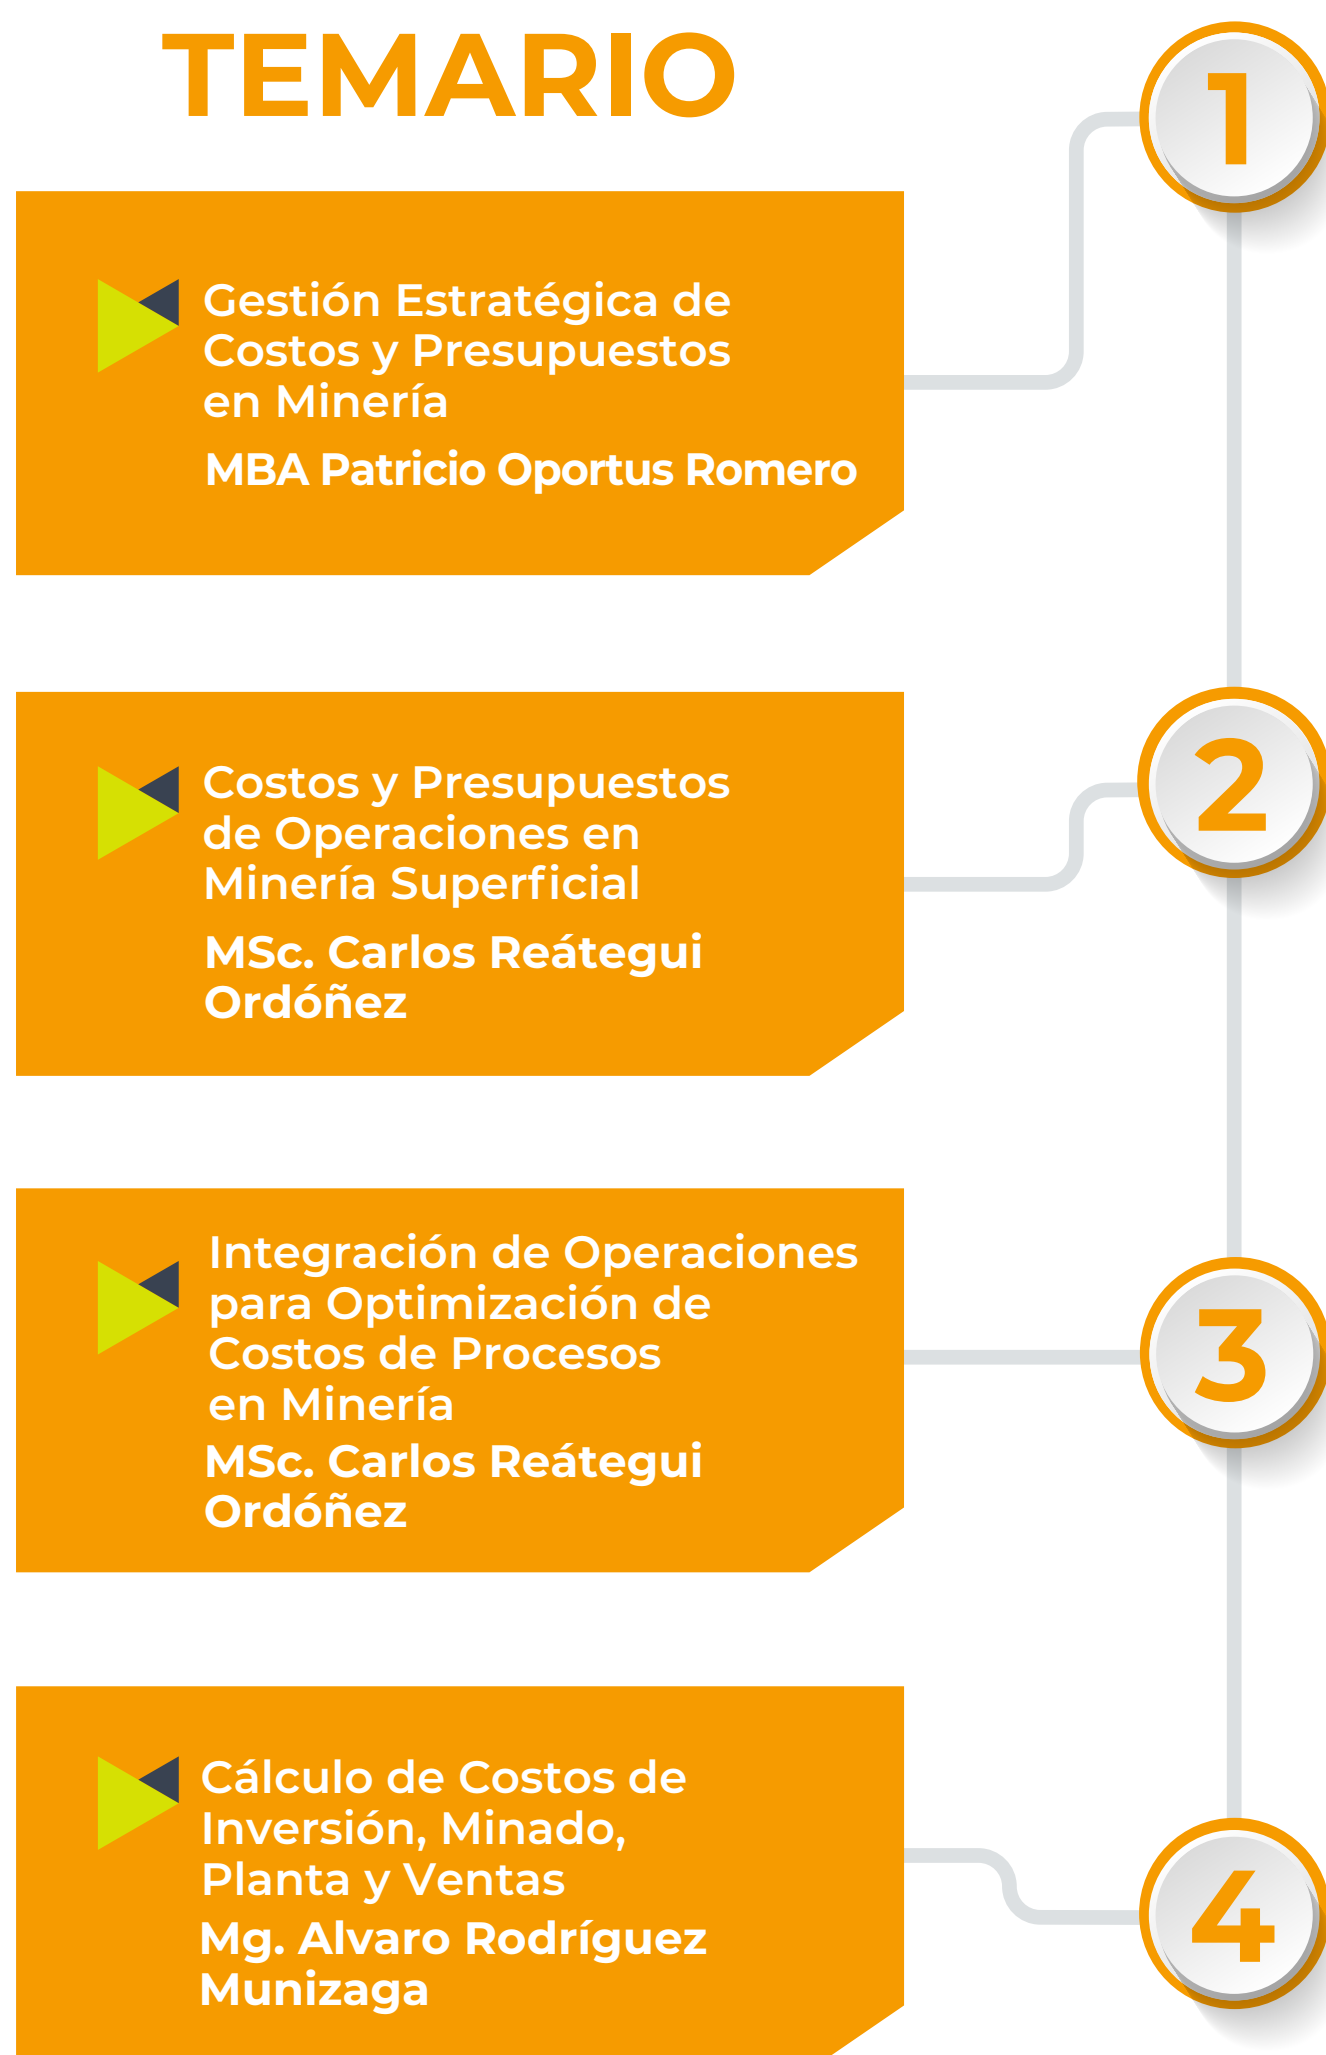 TEMARIO
1
Gestión Estratégica de
Costos y Presupuestos
en Minería
MBA Patricio Oportus Romero
2
Costos y Presupuestos
de Operaciones en
Minería Superficial
MSc. Carlos Reátegui
Ordóñez
3
Integración de Operaciones
para Optimización de
Costos de Procesos
en Minería
MSc. Carlos Reátegui
Ordóñez
4
Cálculo de Costos de
Inversión, Minado,
Planta y Ventas
Mg. Alvaro Rodríguez
Munizaga